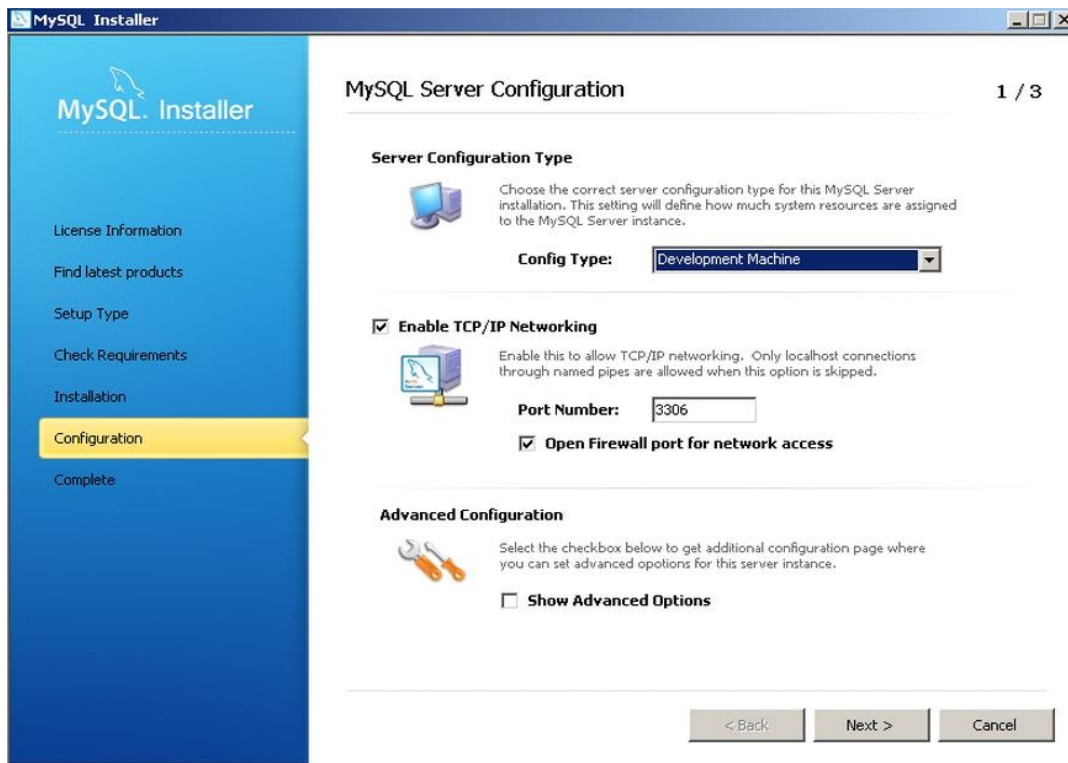 MySQL Installer
MySQL. Installer
License Information
Find latest products
Setup Type
Check Requirements
Installation
Configuration
Complete
MySQL Server Configuration
1 / 3
Server Configuration Type
Choose the correct server configuration type for this MySQL Server
installation. This setting will define how much system resources are assigned
to the MySQL Server instance.
Config Type: Development Machine
Enable TCP/IP Networking
Enable this to allow TCP/IP networking. Only localhost connections
through named pipes are allowed when this option is skipped.
Port Number: 3306
Open Firewall port for network access
Advanced Configuration
Select the checkbox below to get additional configuration page where
you can set advanced opotions for this server instance.
Show Advanced Options
< Back
Next >
Cancel